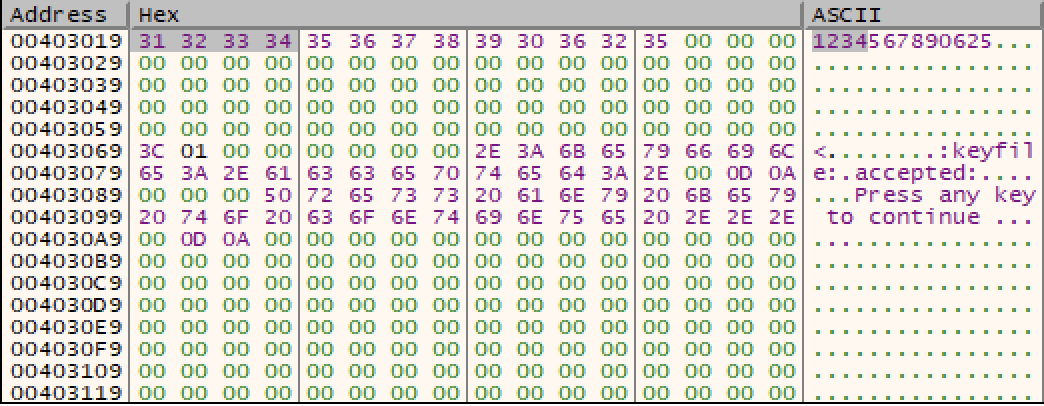 Address Hex ASCII
00403019 31 32 33 34 35 36 37 38 39 30 36 32 35 00 00 00 1234567890625...
00403029 00 00 00 00 00 00 00 00 00 00 00 00 00 00 00 00 ................
00403039 00 00 00 00 00 00 00 00 00 00 00 00 00 00 00 00 ................
00403049 00 00 00 00 00 00 00 00 00 00 00 00 00 00 00 00 ................
00403059 00 00 00 00 00 00 00 00 00 00 00 00 00 00 00 00 ................
00403069 3C 01 00 00 00 00 00 00 2E 3A 6B 65 79 66 69 6C <........:keyfil
00403079 65 3A 2E 61 63 63 65 70 74 65 64 3A 2E 00 0D 0A e:.accepted:....
00403089 00 00 00 50 72 65 73 73 20 61 6E 79 20 6B 65 79 ...Press any key
00403099 20 74 6F 20 63 6F 6E 74 69 6E 75 65 20 2E 2E 2E  to continue ...
004030A9 00 0D 0A 00 00 00 00 00 00 00 00 00 00 00 00 00 ................
004030B9 00 00 00 00 00 00 00 00 00 00 00 00 00 00 00 00 ................
004030C9 00 00 00 00 00 00 00 00 00 00 00 00 00 00 00 00 ................
004030D9 00 00 00 00 00 00 00 00 00 00 00 00 00 00 00 00 ................
004030E9 00 00 00 00 00 00 00 00 00 00 00 00 00 00 00 00 ................
004030F9 00 00 00 00 00 00 00 00 00 00 00 00 00 00 00 00 ................
00403109 00 00 00 00 00 00 00 00 00 00 00 00 00 00 00 00 ................
00403119 00 00 00 00 00 00 00 00 00 00 00 00 00 00 00 00 ................